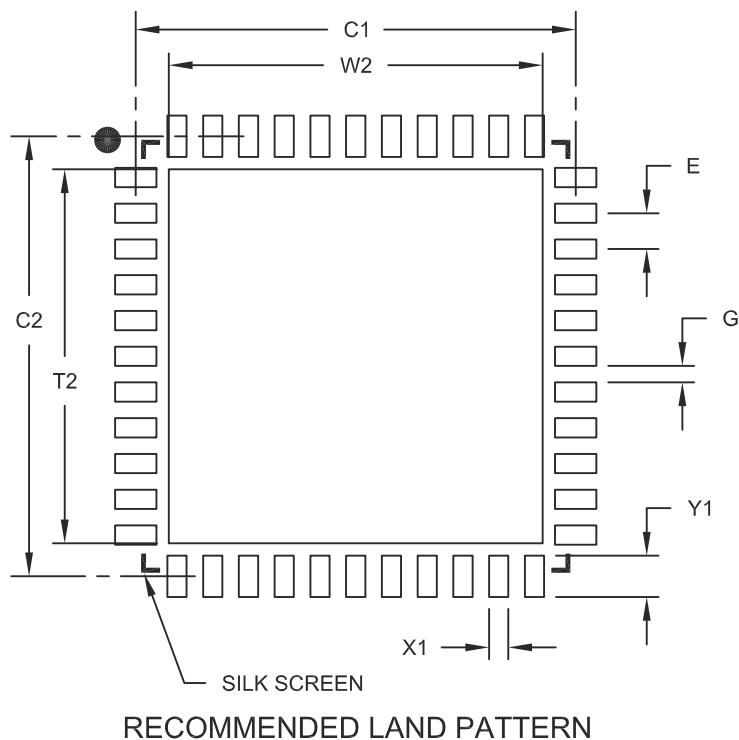 C1
W2
E
C2
G
T2
Y1
X1
SILK SCREEN
RECOMMENDED LAND PATTERN